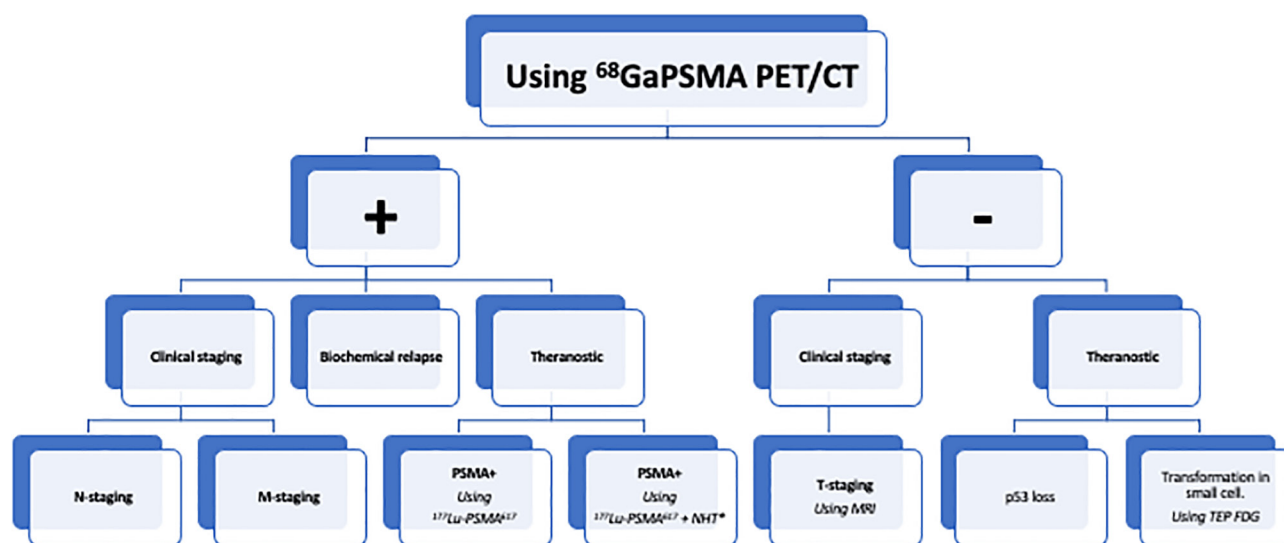 Using ⁶⁸GaPSMA PET/CT
+
-
Clinical staging
Biochemical relapse
Theranostic
Clinical staging
Theranostic
N-staging
M-staging
PSMA+
Using
¹⁷⁷Lu-PSMA⁶¹⁷
PSMA+
Using
¹⁷⁷Lu-PSMA⁶¹⁷ + NHT*
T-staging
Using MRI
p53 loss
Transformation in
small cell.
Using TEP FDG